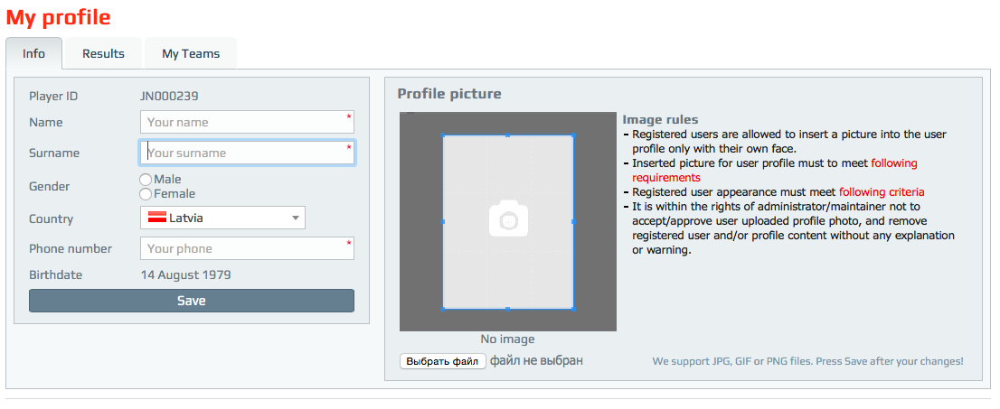 My profile
Info
Results
My Teams
Player ID
JN000239
Name
Your name *
Surname
Your surname *
Gender
Male
Female
Country
Latvia
Phone number
Your phone *
Birthdate
14 August 1979
Save
Profile picture
No image
Выбрать файл файл не выбран
Image rules
- Registered users are allowed to insert a picture into the user
profile only with their own face.
- Inserted picture for user profile must to meet following
requirements
- Registered user appearance must meet following criteria
- It is within the rights of administrator/maintainer not to
accept/approve user uploaded profile photo, and remove
registered user and/or profile content without any explanation
or warning.
We support JPG, GIF or PNG files. Press Save after your changes!